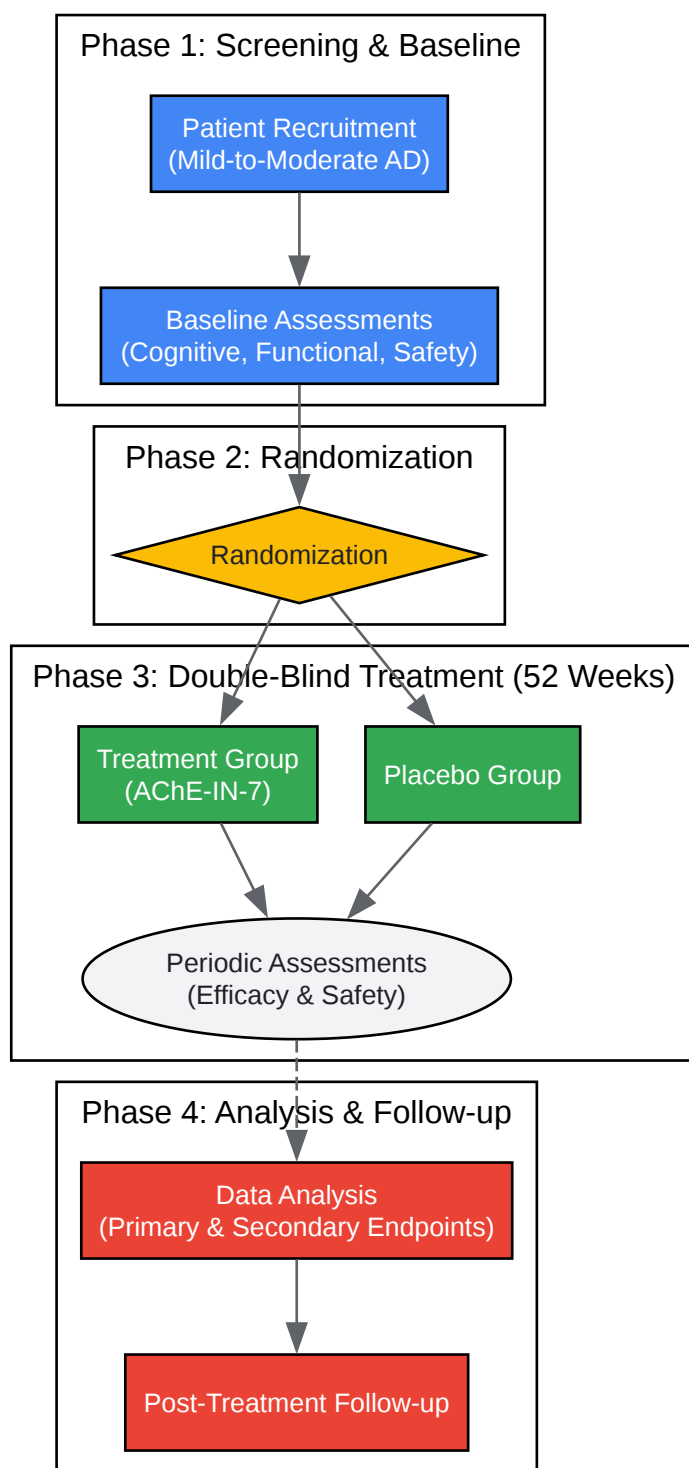 Phase 1: Screening & Baseline
Patient Recruitment
(Mild-to-Moderate AD)
Baseline Assessments
(Cognitive, Functional, Safety)
Phase 2: Randomization
Randomization
Phase 3: Double-Blind Treatment (52 Weeks)
Treatment Group
(AChE-IN-7)
Placebo Group
Periodic Assessments
(Efficacy & Safety)
Phase 4: Analysis & Follow-up
Data Analysis
(Primary & Secondary Endpoints)
Post-Treatment Follow-up